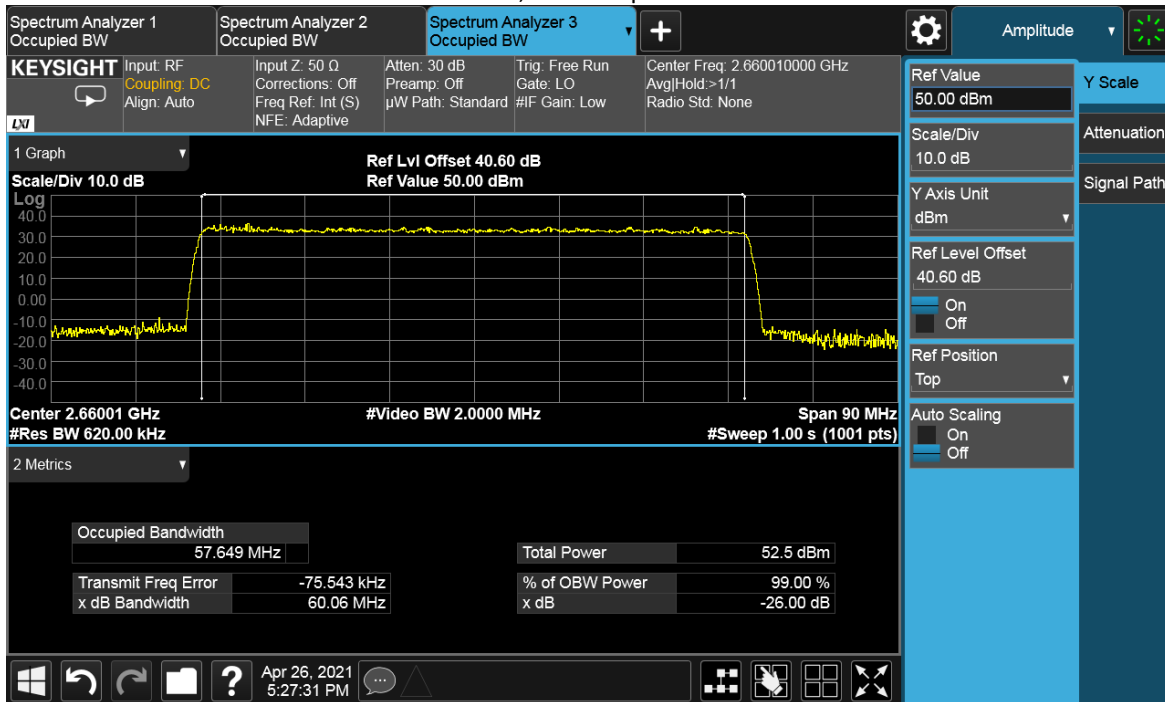 Spectrum Analyzer 1
Occupied BW
Spectrum Analyzer 2
Occupied BW
Spectrum Analyzer 3
Occupied BW
Amplitude
KEYSIGHT
LXI
Input: RF
Coupling: DC
Align: Auto
Input Z: 50 Ω
Corrections: Off
Freq Ref: Int (S)
NFE: Adaptive
Atten: 30 dB
Preamp: Off
µW Path: Standard
Trig: Free Run
Gate: LO
#IF Gain: Low
Center Freq: 2.660010000 GHz
Avg|Hold:>1/1
Radio Std: None
1 Graph
Scale/Div 10.0 dB
Ref Lvl Offset 40.60 dB
Ref Value 50.00 dBm
Log
40.0
30.0
20.0
10.0
0.00
-10.0
-20.0
-30.0
-40.0
Center 2.66001 GHz
#Res BW 620.00 kHz
#Video BW 2.0000 MHz
Span 90 MHz
#Sweep 1.00 s (1001 pts)
2 Metrics
Occupied Bandwidth
57.649 MHz
Total Power 52.5 dBm
Transmit Freq Error -75.543 kHz
x dB Bandwidth 60.06 MHz
% of OBW Power 99.00 %
x dB -26.00 dB
Ref Value
50.00 dBm
Scale/Div
10.0 dB
Y Axis Unit
dBm
Ref Level Offset
40.60 dB
On
Off
Ref Position
Top
Auto Scaling
On
Off
Y Scale
Attenuation
Signal Path
?
Apr 26, 2021
5:27:31 PM